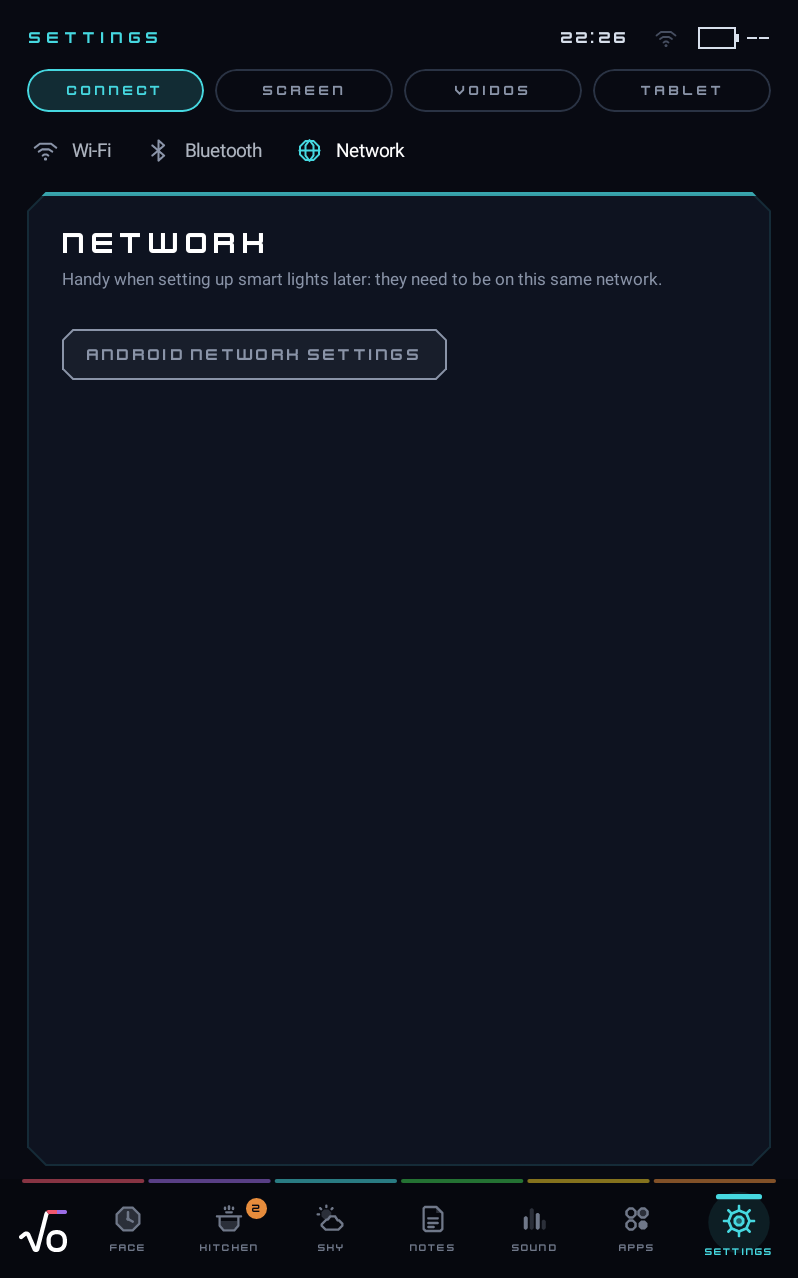 SETTINGS 22:26 --
CONNECT SCREEN VOIDOS TABLET
Wi-Fi Bluetooth Network
NETWORK
Handy when setting up smart lights later: they need to be on this same network.
ANDROID NETWORK SETTINGS
2
FACE KITCHEN SKY NOTES SOUND APPS SETTINGS